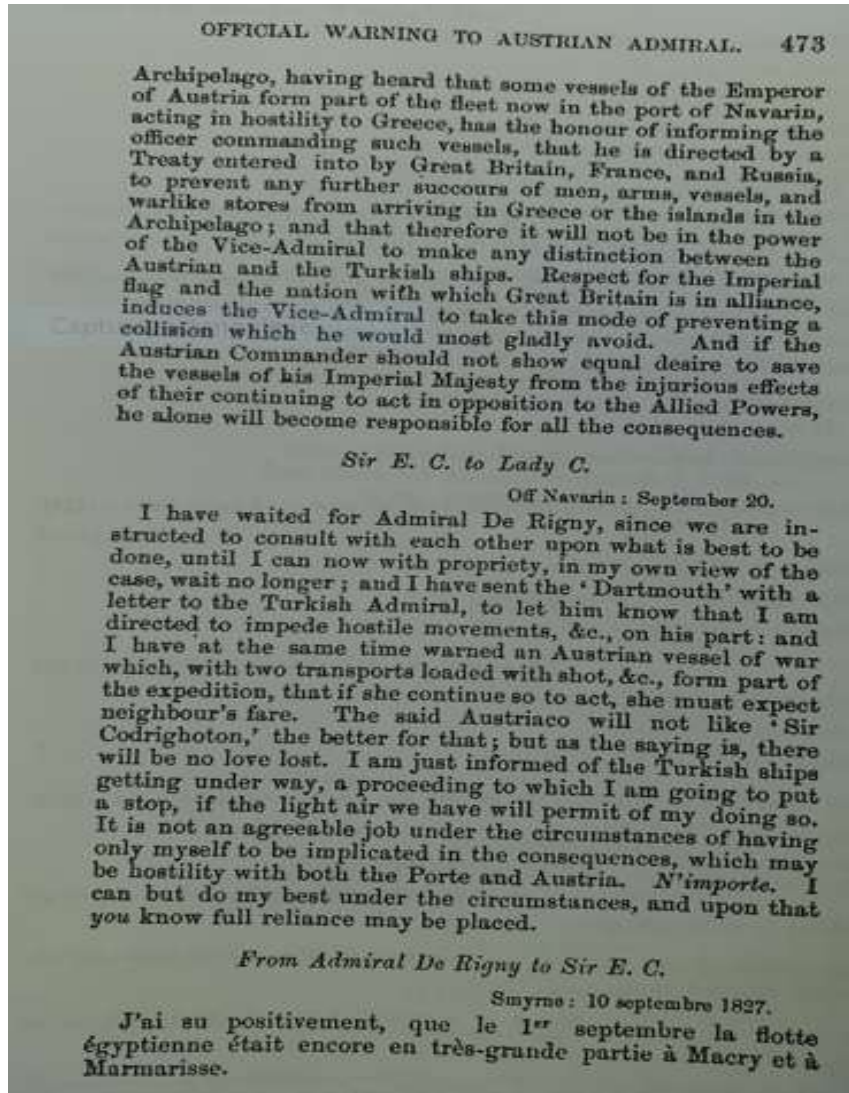 OFFICIAL WARNING TO AUSTRIAN ADMIRAL. 473
Archipelago, having heard that some vessels of the Emperor
of Austria form part of the fleet now in the port of Navarin,
acting in hostility to Greece, has the honour of informing the
officer commanding such vessels, that he is directed by a
Treaty entered into by Great Britain, France, and Russia,
to prevent any further succours of men, arms, vessels, and
warlike stores from arriving in Greece or the islands in the
Archipelago; and that therefore it will not be in the power
of the Vice-Admiral to make any distinction between the
Austrian and the Turkish ships. Respect for the Imperial
flag and the nation with which Great Britain is in alliance,
induces the Vice-Admiral to take this mode of preventing a
collision which he would most gladly avoid. And if the
Austrian Commander should not show equal desire to save
the vessels of his Imperial Majesty from the injurious effects
of their continuing to act in opposition to the Allied Powers,
he alone will become responsible for all the consequences.
Sir E. C. to Lady C.
Off Navarin: September 20.
I have waited for Admiral De Rigny, since we are in-
structed to consult with each other upon what is best to be
done, until I can now with propriety, in my own view of the
case, wait no longer; and I have sent the 'Dartmouth' with a
letter to the Turkish Admiral, to let him know that I am
directed to impede hostile movements, &c., on his part: and
I have at the same time warned an Austrian vessel of war
which, with two transports loaded with shot, &c., form part of
the expedition, that if she continue so to act, she must expect
neighbour's fare. The said Austriaco will not like 'Sir
Codrighoton,' the better for that; but as the saying is, there
will be no love lost. I am just informed of the Turkish ships
getting under way, a proceeding to which I am going to put
a stop, if the light air we have will permit of my doing so.
It is not an agreeable job under the circumstances of having
only myself to be implicated in the consequences, which may
be hostility with both the Porte and Austria. N'importe. I
can but do my best under the circumstances, and upon that
you know full reliance may be placed.
From Admiral De Rigny to Sir E. C.
Smyrne: 10 septembre 1827.
J'ai su positivement, que le 1er septembre la flotte
égyptienne était encore en très-grande partie à Macry et à
Marmarisse.